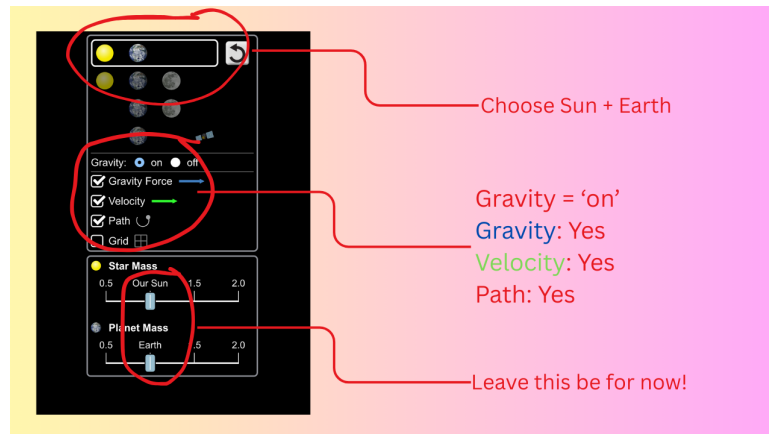 Gravity: on off
Gravity Force
Velocity
Path
Grid
Star Mass
0.5 Our Sun 1.5 2.0
Planet Mass
0.5 Earth 1.5 2.0
Choose Sun + Earth
Gravity = ‘on’
Gravity: Yes
Velocity: Yes
Path: Yes
Leave this be for now!